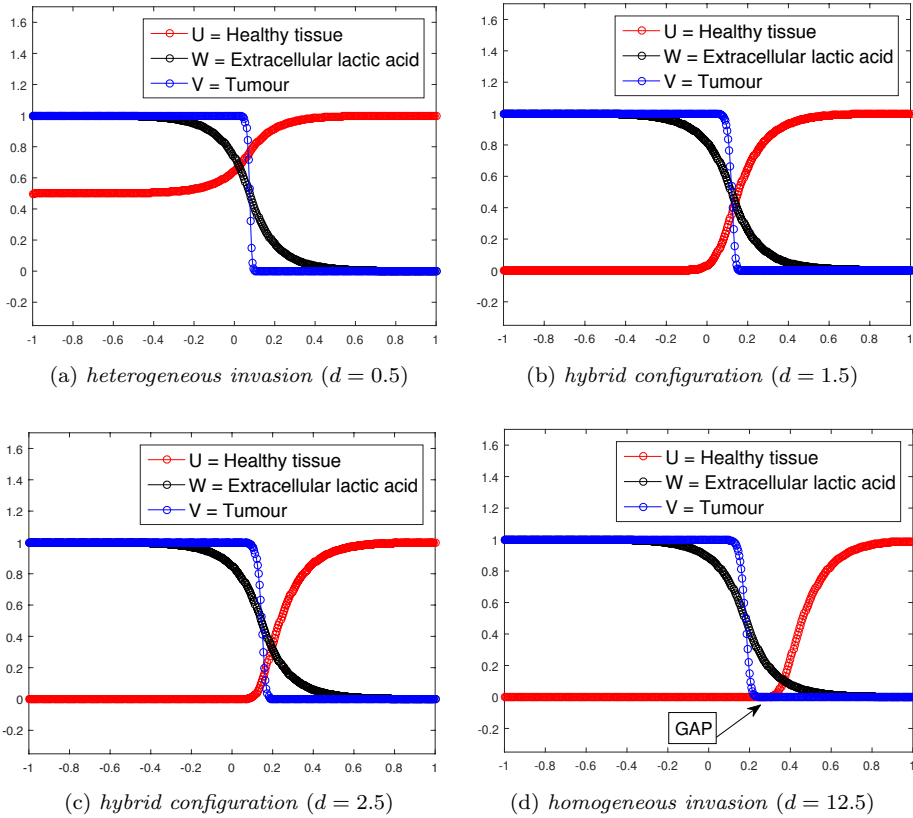 1.6
1.4
1.2
1
0.8
0.6
0.4
0.2
0
-0.2
U = Healthy tissue
W = Extracellular lactic acid
V = Tumour
-1 -0.8 -0.6 -0.4 -0.2 0 0.2 0.4 0.6 0.8 1
(a) heterogeneous invasion (d = 0.5)
1.6
1.4
1.2
1
0.8
0.6
0.4
0.2
0
-0.2
U = Healthy tissue
W = Extracellular lactic acid
V = Tumour
-1 -0.8 -0.6 -0.4 -0.2 0 0.2 0.4 0.6 0.8 1
(b) hybrid configuration (d = 1.5)
1.6
1.4
1.2
1
0.8
0.6
0.4
0.2
0
-0.2
U = Healthy tissue
W = Extracellular lactic acid
V = Tumour
-1 -0.8 -0.6 -0.4 -0.2 0 0.2 0.4 0.6 0.8 1
(c) hybrid configuration (d = 2.5)
1.6
1.4
1.2
1
0.8
0.6
0.4
0.2
0
-0.2
U = Healthy tissue
W = Extracellular lactic acid
V = Tumour
GAP
-1 -0.8 -0.6 -0.4 -0.2 0 0.2 0.4 0.6 0.8 1
(d) homogeneous invasion (d = 12.5)